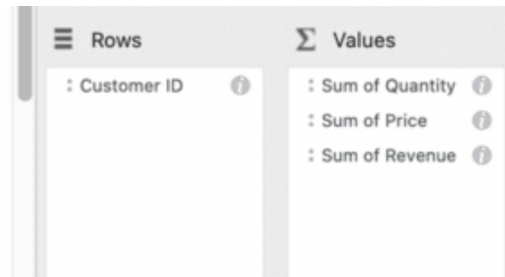 Rows
Customer ID
Σ Values
Sum of Quantity
Sum of Price
Sum of Revenue